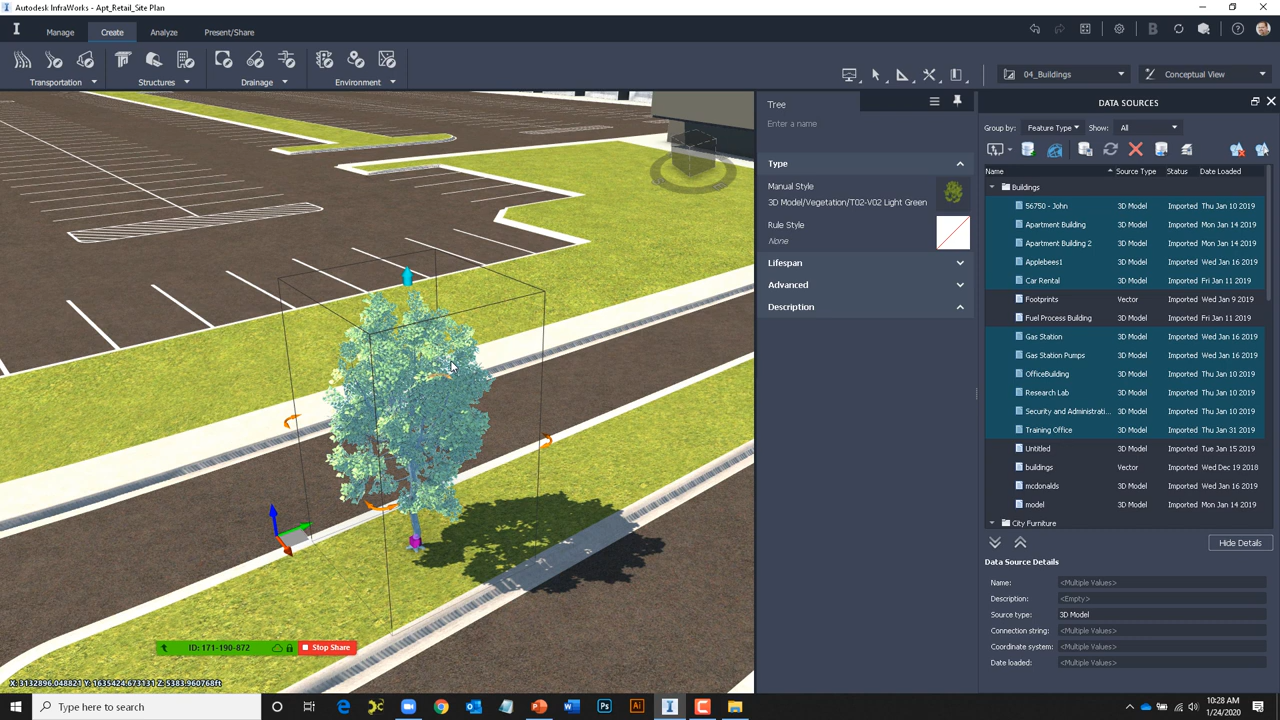 Autodesk InfraWorks - Apt_Retail_Site Plan
Manage
Create
Analyze
Present/Share
Transportation
Structures
Drainage
Environment
04_Buildings
Conceptual View
Tree
Enter a name
Type
Manual Style
3D Model/Vegetation/T02-V02 Light Green
Rule Style
None
Lifespan
Advanced
Description
DATA SOURCES
Group by: Feature Type Show: All
Name Source Type Status Date Loaded
Buildings
56750 - John 3D Model Imported Thu Jan 10 2019
Apartment Building 3D Model Imported Mon Jan 14 2019
Apartment Building 2 3D Model Imported Mon Jan 14 2019
Applebees1 3D Model Imported Wed Jan 16 2019
Car Rental 3D Model Imported Fri Jan 11 2019
Footprints Vector Imported Wed Jan 9 2019
Fuel Process Building 3D Model Imported Fri Jan 11 2019
Gas Station 3D Model Imported Wed Jan 16 2019
Gas Station Pumps 3D Model Imported Wed Jan 16 2019
OfficeBuilding 3D Model Imported Thu Jan 10 2019
Research Lab 3D Model Imported Thu Jan 10 2019
Security and Administrati... 3D Model Imported Thu Jan 10 2019
Training Office 3D Model Imported Thu Jan 31 2019
Untitled 3D Model Imported Tue Jan 15 2019
buildings Vector Imported Wed Dec 19 2018
mcdonalds 3D Model Imported Wed Jan 16 2019
model 3D Model Imported Mon Jan 14 2019
City Furniture
Hide Details
Data Source Details
Name: <Multiple Values>
Description: <Empty>
Source type: 3D Model
Connection string: <Multiple Values>
Coordinate system: <Multiple Values>
Date loaded: <Multiple Values>
ID: 171-190-872 Stop Share
X: 3132896.048821 Y: 1635424.673131 Z: 5383.960768ft
Type here to search
10:28 AM
1/24/2020